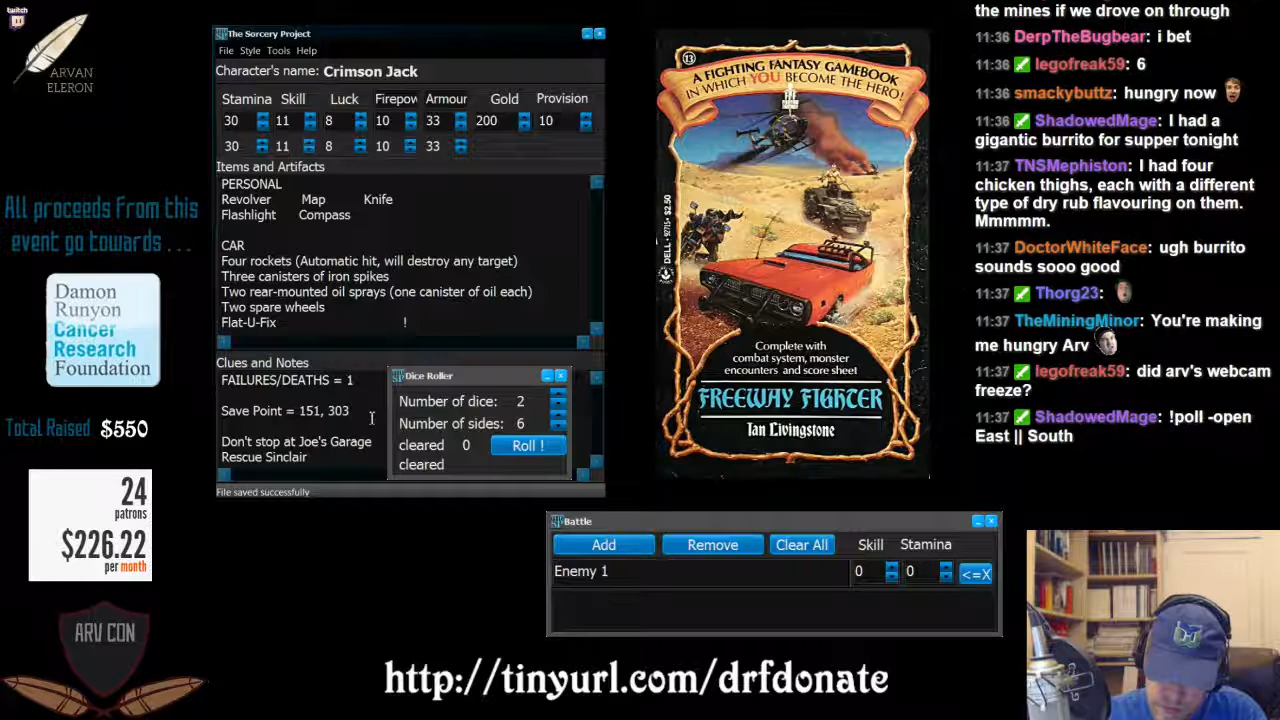 twitch
ARVAN
ELERON
All proceeds From this
event go towards . . .
Damon
Runyon
Cancer
Research
Foundation
Total Raised $550
24
patrons
$226.22
per month
ARV CON
The Sorcery Project
File Style Tools Help
Character's name: Crimson Jack
Stamina Skill Luck Firepow Armour Gold Provision
30 11 8 10 33 200 10
30 11 8 10 33
Items and Artifacts
PERSONAL
Revolver Map Knife
Flashlight Compass
CAR
Four rockets (Automatic hit, will destroy any target)
Three canisters of iron spikes
Two rear-mounted oil sprays (one canister of oil each)
Two spare wheels
Flat-U-Fix !
Clues and Notes
FAILURES/DEATHS = 1
Save Point = 151, 303
Don't stop at Joe's Garage
Rescue Sinclair
File saved successfully
Dice Roller
Number of dice: 2
Number of sides: 6
cleared 0 Roll !
cleared
13
A FIGHTING FANTASY GAMEBOOK
IN WHICH YOU BECOME THE HERO!
DELL • 92715 • $2.50
Complete with
combat system, monster
encounters and score sheet
FREEWAY FIGHTER
Ian Livingstone
Battle
Add Remove Clear All Skill Stamina
Enemy 1 0 0 <=X
http://tinyurl.com/drfdonate
the mines if we drove on through
11:36 DerpTheBugbear: i bet
11:36 legofreak59: 6
11:36 smackybuttz: hungry now
11:36 ShadowedMage: I had a
gigantic burrito for supper tonight
11:37 TNSMephiston: I had four
chicken thighs, each with a different
type of dry rub flavouring on them.
Mmmmm.
11:37 DoctorWhiteFace: ugh burrito
sounds sooo good
11:37 Thorg23:
11:37 TheMiningMinor: You're making
me hungry Arv
11:37 legofreak59: did arv's webcam
freeze?
11:37 ShadowedMage: !poll -open
East || South